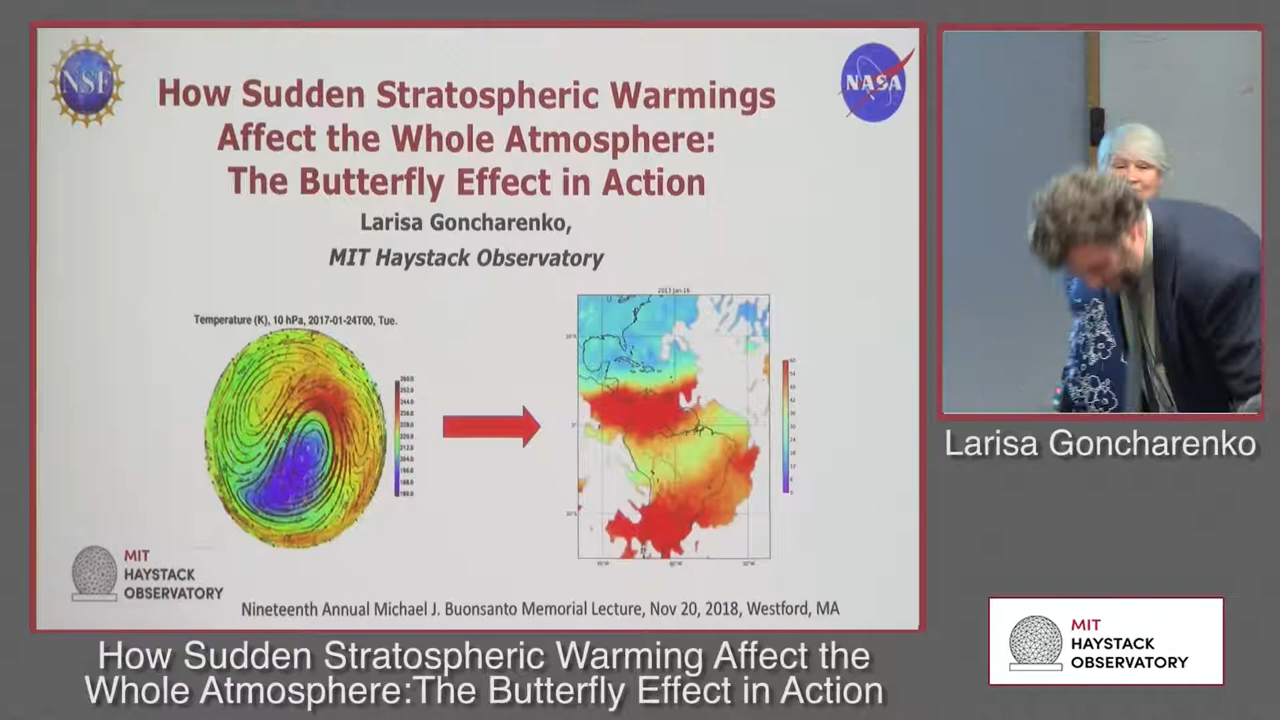 NSF
NASA
How Sudden Stratospheric Warmings
Affect the Whole Atmosphere:
The Butterfly Effect in Action
Larisa Goncharenko,
MIT Haystack Observatory
Temperature (K), 10 hPa, 2017-01-24T00, Tue.
MIT
HAYSTACK
OBSERVATORY
Nineteenth Annual Michael J. Buonsanto Memorial Lecture, Nov 20, 2018, Westford, MA
Larisa Goncharenko
MIT
HAYSTACK
OBSERVATORY
How Sudden Stratospheric Warming Affect the
Whole Atmosphere:The Butterfly Effect in Action